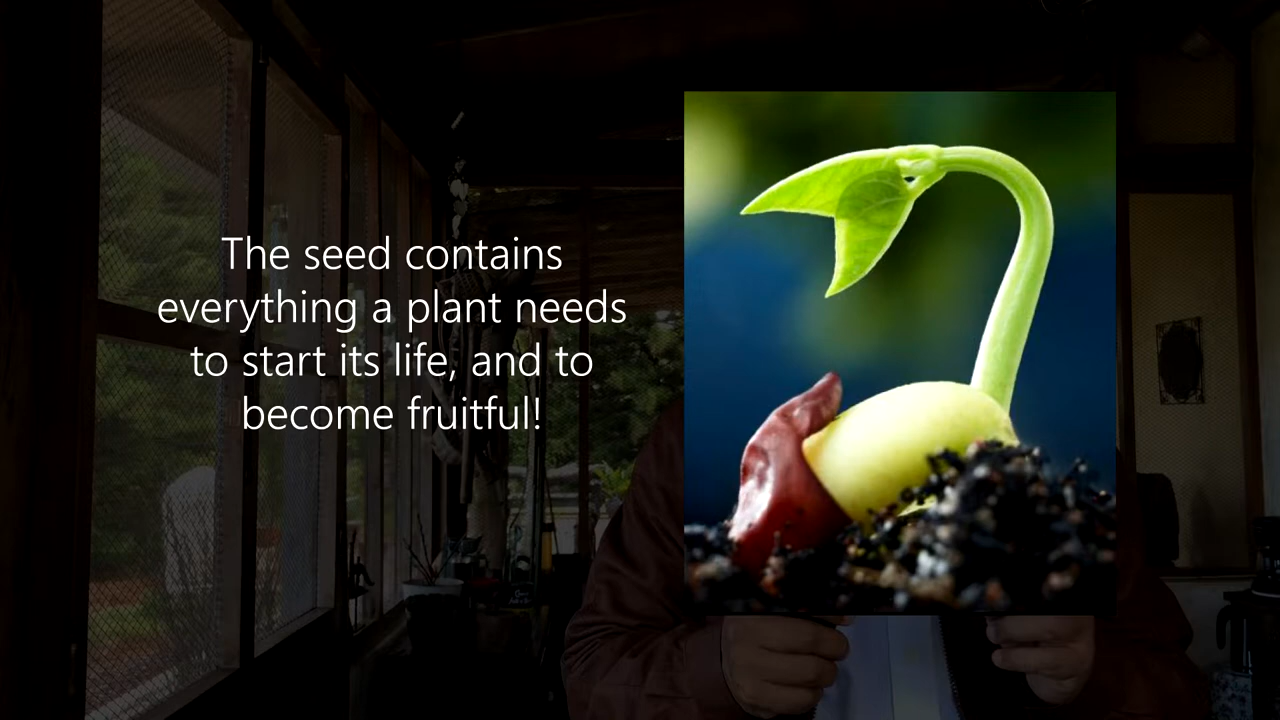 The seed contains
everything a plant needs
to start its life, and to
become fruitful!